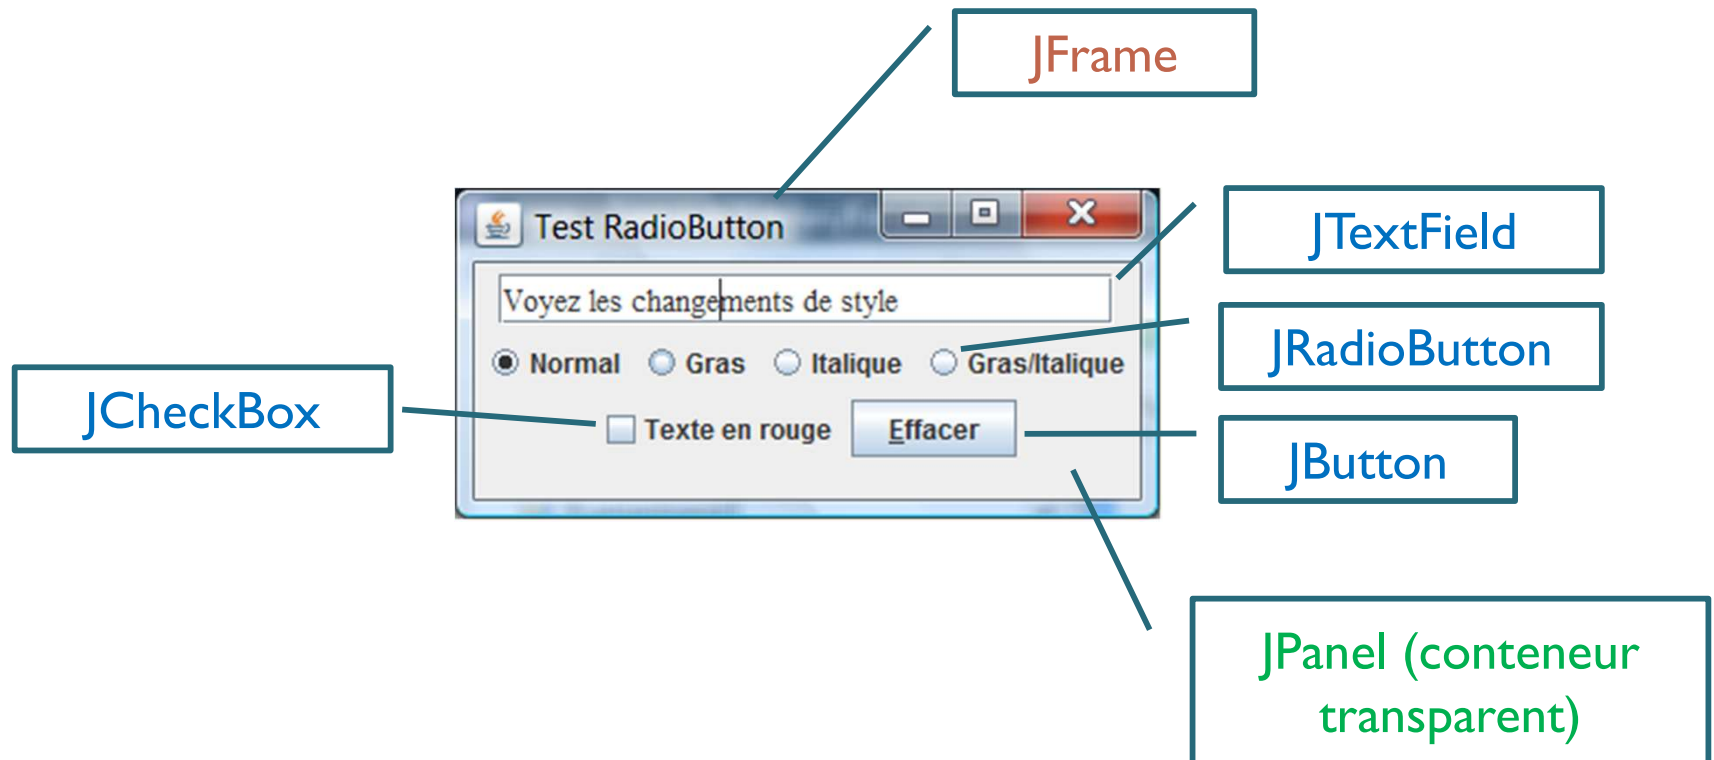 JFrame
Test RadioButton
JTextField
Voyez les changements de style
JRadioButton
Normal Gras Italique Gras/Italique
JCheckBox
Texte en rouge Effacer
JButton
JPanel (conteneur
transparent)